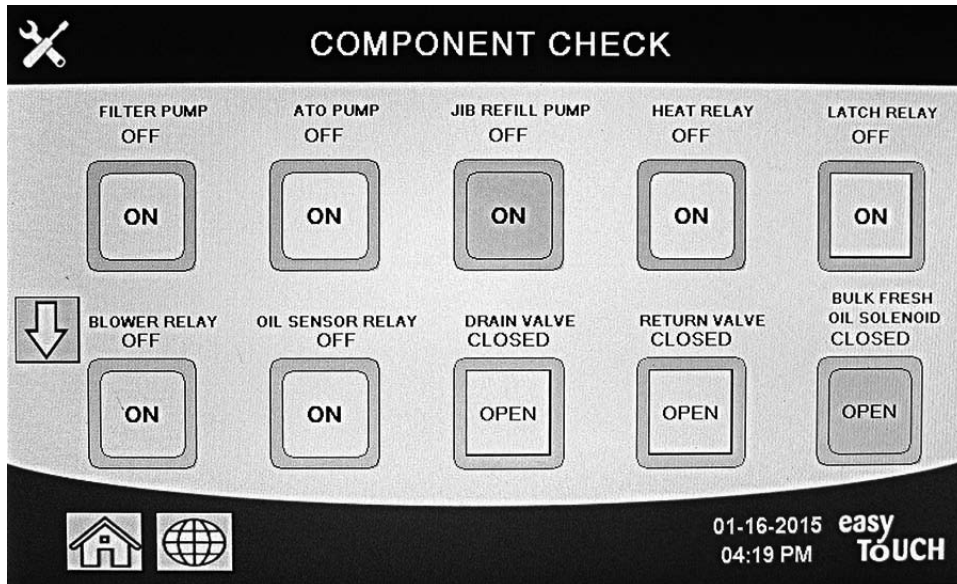 COMPONENT CHECK
FILTER PUMP
OFF
ON
ATO PUMP
OFF
ON
JIB REFILL PUMP
OFF
ON
HEAT RELAY
OFF
ON
LATCH RELAY
OFF
ON
BLOWER RELAY
OFF
ON
OIL SENSOR RELAY
OFF
ON
DRAIN VALVE
CLOSED
OPEN
RETURN VALVE
CLOSED
OPEN
BULK FRESH
OIL SOLENOID
CLOSED
OPEN
01-16-2015
04:19 PM
easy
ToUCH